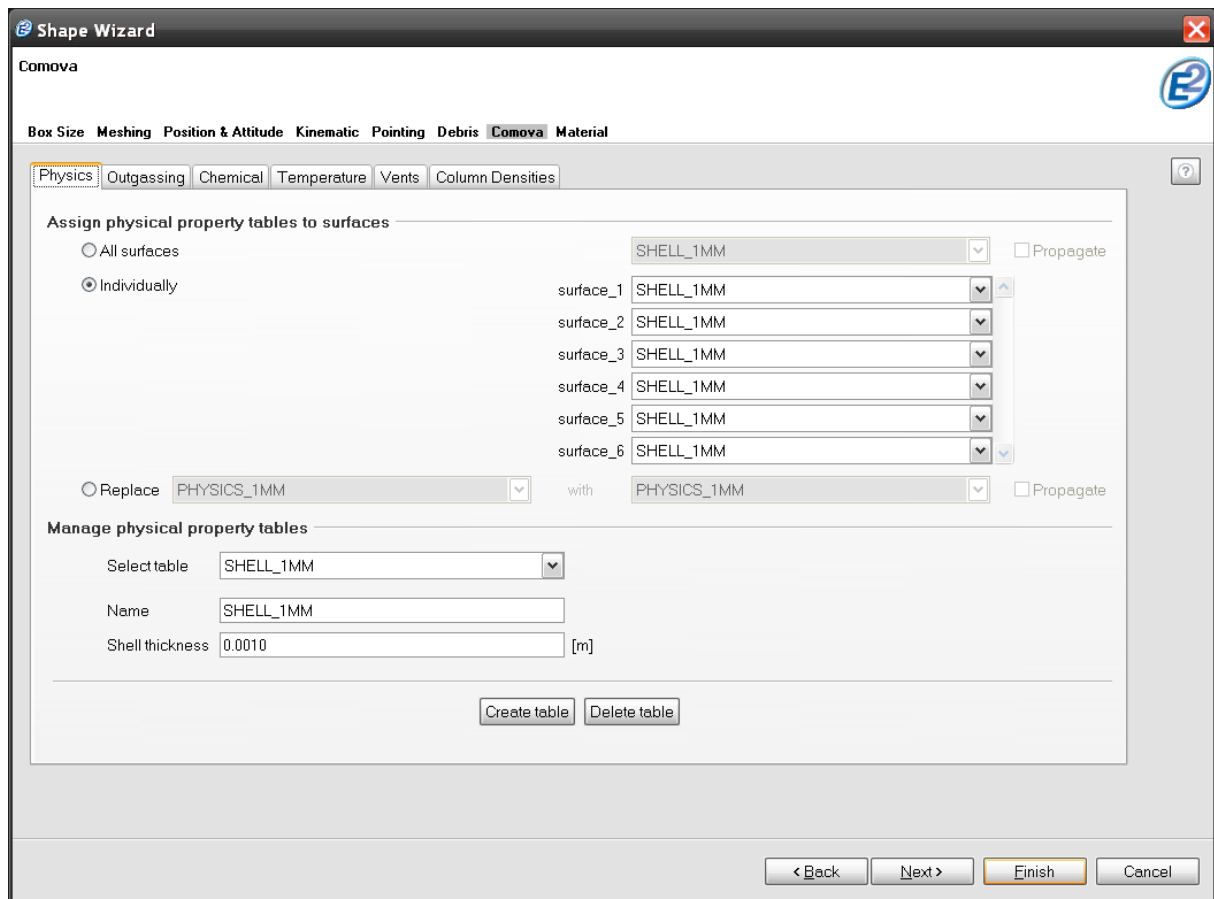 Shape Wizard
Comova
E2
Box Size Meshing Position & Attitude Kinematic Pointing Debris Comova Material
Physics Outgassing Chemical Temperature Vents Column Densities
?
Assign physical property tables to surfaces
All surfaces SHELL_1MM Propagate
Individually
surface_1 SHELL_1MM
surface_2 SHELL_1MM
surface_3 SHELL_1MM
surface_4 SHELL_1MM
surface_5 SHELL_1MM
surface_6 SHELL_1MM
Replace PHYSICS_1MM with PHYSICS_1MM Propagate
Manage physical property tables
Select table SHELL_1MM
Name SHELL_1MM
Shell thickness 0.0010 [m]
Create table Delete table
< Back Next > Finish Cancel